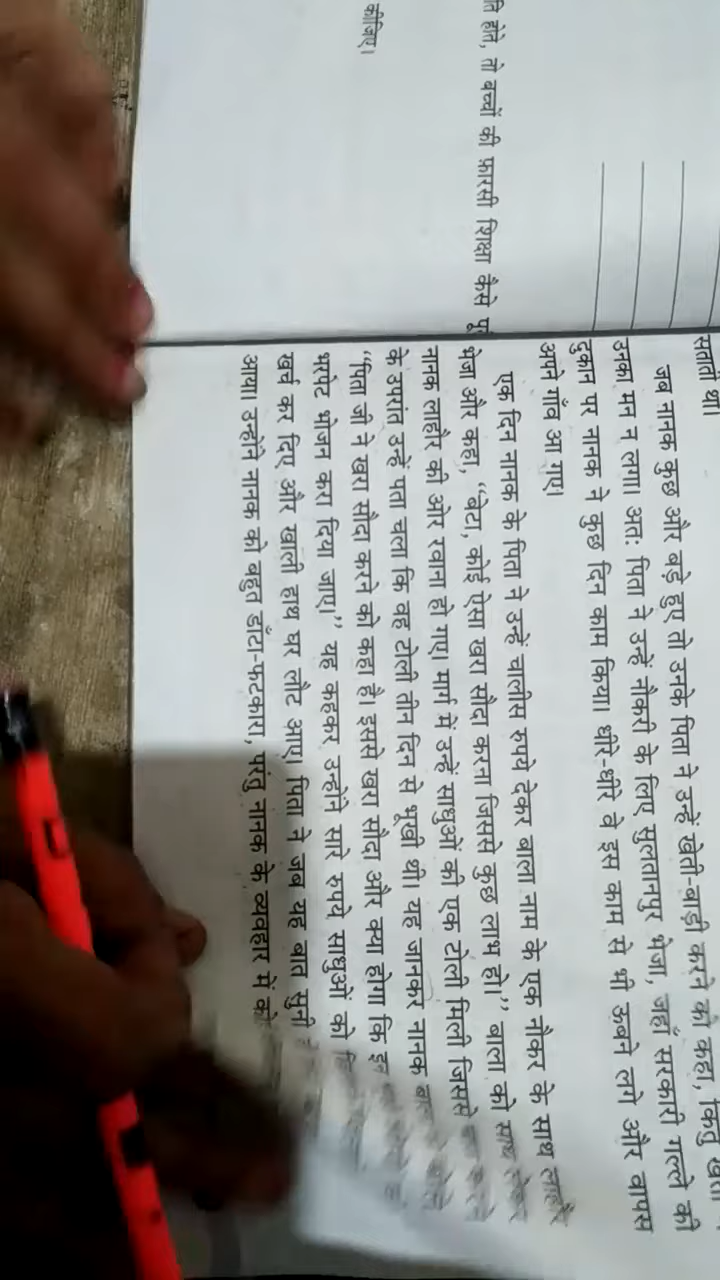 ति होते, तो बच्चों की फ़ारसी शिक्षा कैसे पू
कीजिए।
सताती थी।
जब नानक कुछ और बड़े हुए तो उनके पिता ने उन्हें खेती-बाड़ी करने को कहा, किंतु खेती
उनका मन न लगा। अतः पिता ने उन्हें नौकरी के लिए सुलतानपुर भेजा, जहाँ सरकारी गल्ले की
दुकान पर नानक ने कुछ दिन काम किया। धीरे-धीरे वे इस काम से भी ऊबने लगे और वापस
अपने गाँव आ गए।
एक दिन नानक के पिता ने उन्हें चालीस रुपये देकर बाला नाम के एक नौकर के साथ लाहौर
भेजा और कहा, “बेटा, कोई ऐसा खरा सौदा करना जिससे कुछ लाभ हो।” बाला को साथ लेकर
नानक लाहौर की ओर रवाना हो गए। मार्ग में उन्हें साधुओं की एक टोली मिली जिससे करने
के उपरांत उन्हें पता चला कि वह टोली तीन दिन से भूखी थी। यह जानकर नानक
“पिता जी ने खरा सौदा करने को कहा है। इससे खरा सौदा और क्या होगा कि
भरपेट भोजन करा दिया जाए।” यह कहकर उन्होंने सारे रुपये साधुओं को
खर्च कर दिए और खाली हाथ घर लौट आए। पिता ने जब यह बात सुनी
आया। उन्होंने नानक को बहुत डांटा-फटकारा, परंतु नानक के व्यवहार में को